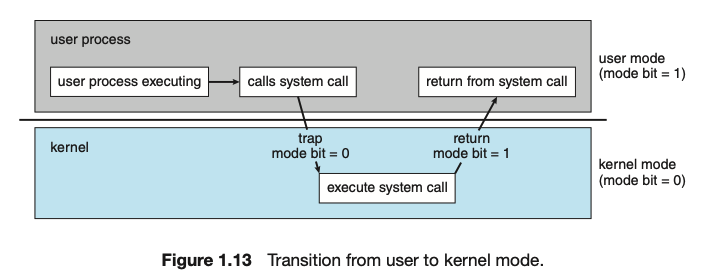 user process
user process executing
calls system call
return from system call
user mode
(mode bit = 1)
kernel
trap
mode bit = 0
return
mode bit = 1
execute system call
kernel mode
(mode bit = 0)
Figure 1.13 Transition from user to kernel mode.